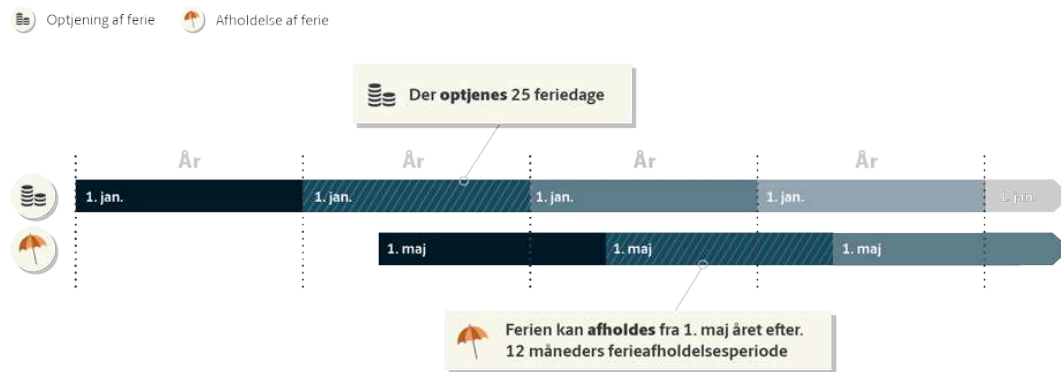 Optjening af ferie
Afholdelse af ferie
Der optjenes 25 feriedage
År
År
År
År
1. jan.
1. jan.
1. jan.
1. jan.
1. jan.
1. maj
1. maj
1. maj
Ferien kan afholdes fra 1. maj året efter.
12 måneders ferieafholdelsesperiode